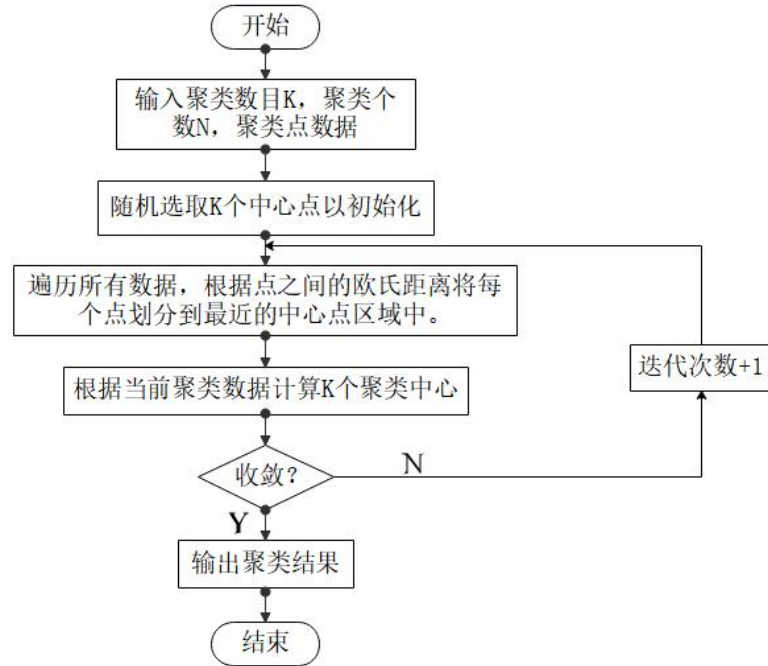 开始
输入聚类数目K，聚类个
数N，聚类点数据
随机选取K个中心点以初始化
遍历所有数据，根据点之间的欧氏距离将每
个点划分到最近的中心点区域中。
迭代次数+1
根据当前聚类数据计算K个聚类中心
收敛？
N
Y
输出聚类结果
结束